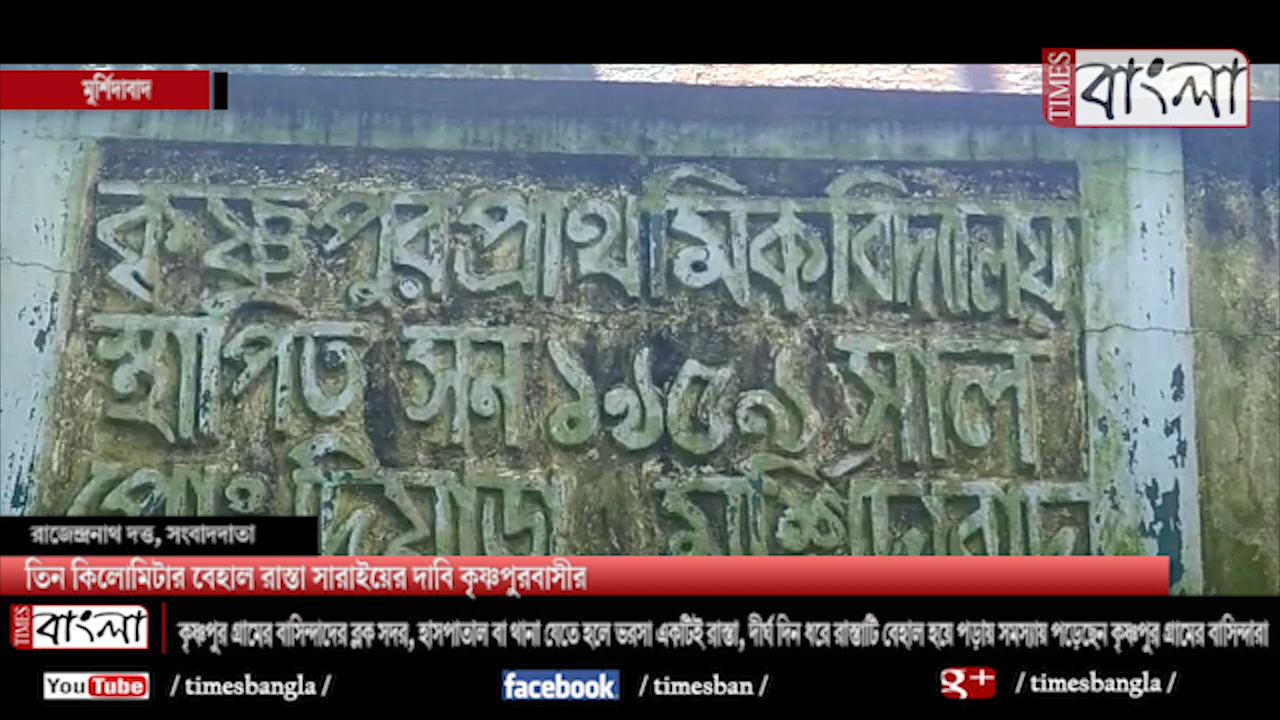 মুর্শিদাবাদ
TIMES বাংলা
কৃষ্ণপুর প্রাথমিক বিদ্যালয়
স্থাপিত সন ১৯৫২ সাল
মুর্শিদাবাদ
রাজেন্দ্রনাথ দত্ত, সংবাদদাতা
তিন কিলোমিটার বেহাল রাস্তা সারাইয়ের দাবি কৃষ্ণপুরবাসীর
TIMES বাংলা
কৃষ্ণপুর গ্রামের বাসিন্দাদের ব্লক সদর, হাসপাতাল বা থানা যেতে হলে ভরসা একটিই রাস্তা, দীর্ঘ দিন ধরে রাস্তাটি বেহাল হয়ে পড়ায় সমস্যায় পড়েছেন কৃষ্ণপুর গ্রামের বাসিন্দারা
YouTube / timesbangla / facebook / timesban / g+ / timesbangla /